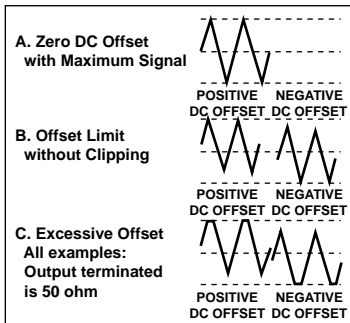 A. Zero DC Offset
with Maximum Signal
POSITIVE NEGATIVE
DC OFFSET DC OFFSET
B. Offset Limit
without Clipping
POSITIVE NEGATIVE
DC OFFSET DC OFFSET
C. Excessive Offset
All examples:
Output terminated
is 50 ohm
POSITIVE NEGATIVE
DC OFFSET DC OFFSET